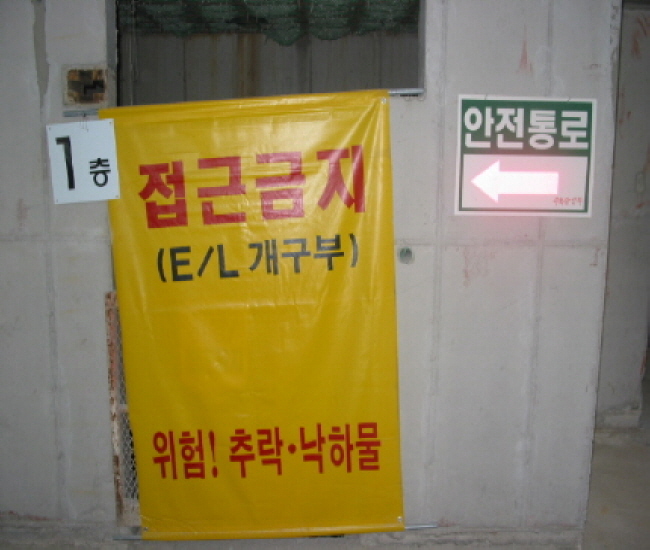 1층
접근금지
(E/L 개구부)
위험! 추락·낙하물
안전통로